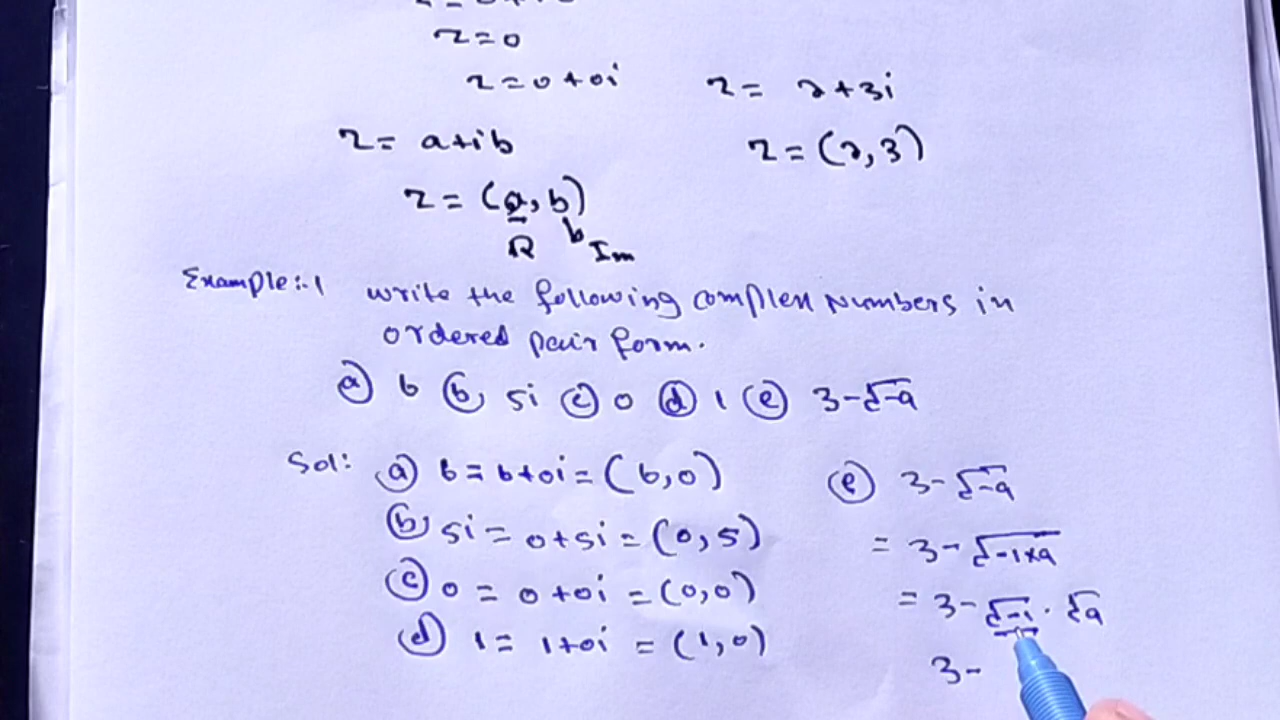 z = 0
z = 0 + 0i
z = 2 + 3i
z = a + ib
z = (2, 3)
z = (a, b)
R Im
Example:-1 Write the following complex numbers in
ordered pair form.
(a) 6 (b) 5i (c) 0 (d) 1 (e) 3-√-9
Sol: (a) 6 = 6+0i = (6,0)
(b) 5i = 0+5i = (0,5)
(c) 0 = 0+0i = (0,0)
(d) 1 = 1+0i = (1,0)
(e) 3-√-9
= 3-√-1×9
= 3-√-1 · √9
3-